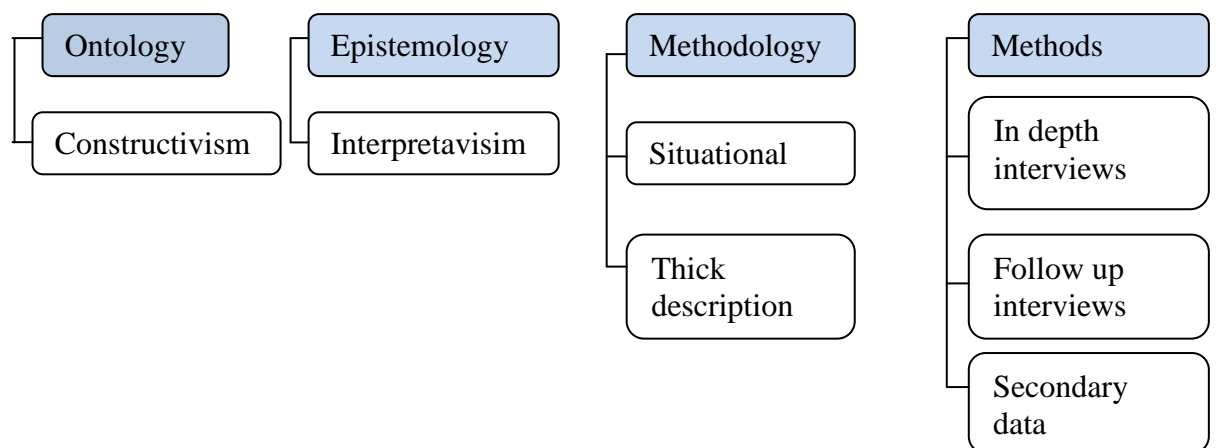 Ontology
Constructivism
Epistemology
Interpretavisim
Methodology
Situational
Thick
description
Methods
In depth
interviews
Follow up
interviews
Secondary
data